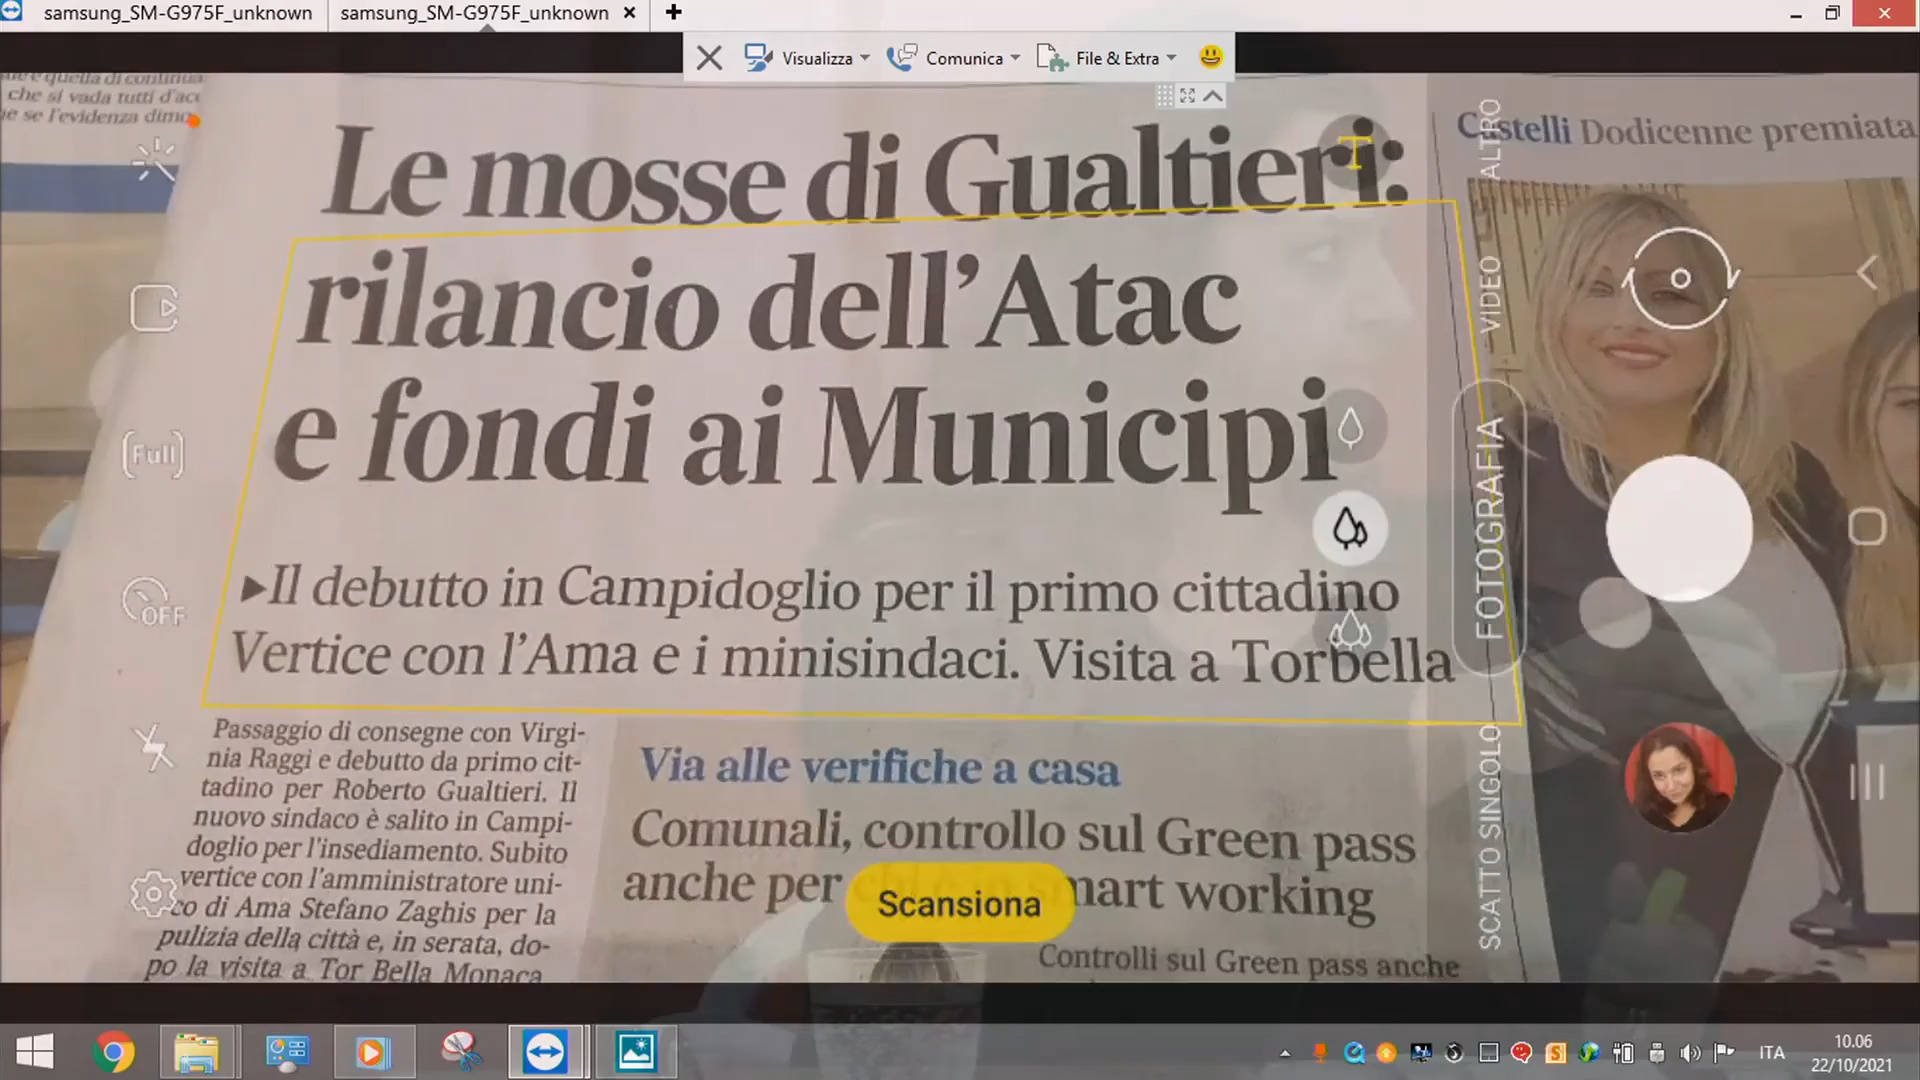 samsung_SM-G975F_unknown
samsung_SM-G975F_unknown
Visualizza
Comunica
File & Extra
che si vada tutti d'acc
se l'evidenza dimo
Le mosse di Gualtieri:
rilancio dell'Atac
e fondi ai Municipi
►Il debutto in Campidoglio per il primo cittadino
Vertice con l'Ama e i minisindaci. Visita a Torbella
Passaggio di consegne con Virgi-
nia Raggi e debutto da primo cit-
tadino per Roberto Gualtieri. Il
nuovo sindaco è salito in Campi-
doglio per l'insediamento. Subito
vertice con l'amministratore uni-
co di Ama Stefano Zaghis per la
pulizia della città e, in serata, do-
po la visita a Tor Bella Monaca
Via alle verifiche a casa
Comunali, controllo sul Green pass
anche per chi è in smart working
Controlli sul Green pass anche
Castelli Dodicenne premiata
Full
OFF
T
ALTRO
VIDEO
FOTOGRAFIA
SCATTO SINGOLO
Scansiona
ITA
10.06
22/10/2021